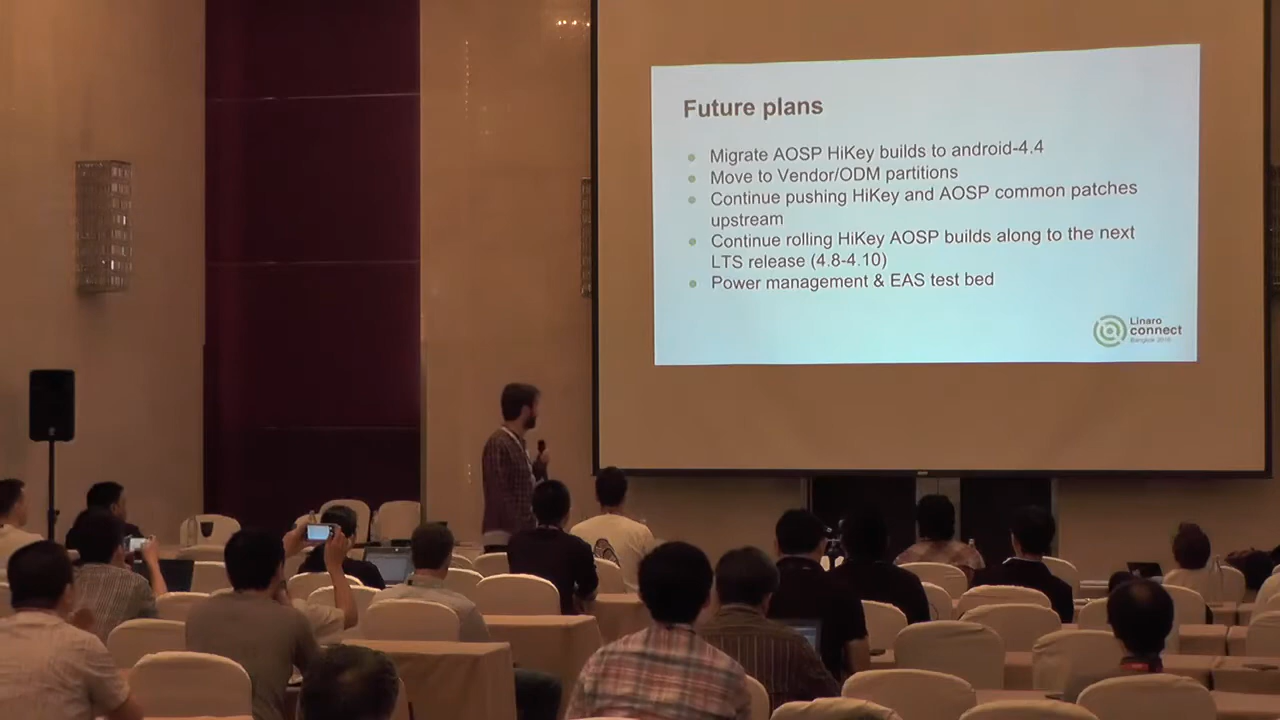 Future plans
Migrate AOSP HiKey builds to android-4.4
Move to Vendor/ODM partitions
Continue pushing HiKey and AOSP common patches
upstream
Continue rolling HiKey AOSP builds along to the next
LTS release (4.8-4.10)
Power management & EAS test bed
Linaro
connect
Bangkok 2016